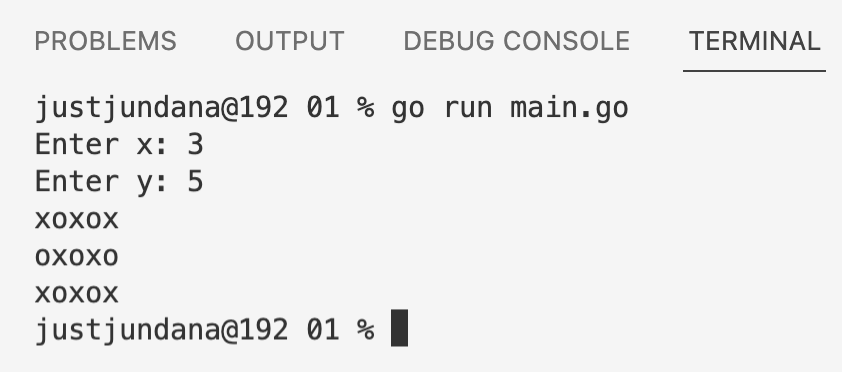 PROBLEMS OUTPUT DEBUG CONSOLE TERMINAL
justjundana@192 01 % go run main.go
Enter x: 3
Enter y: 5
xoxox
oxoxo
xoxox
justjundana@192 01 %